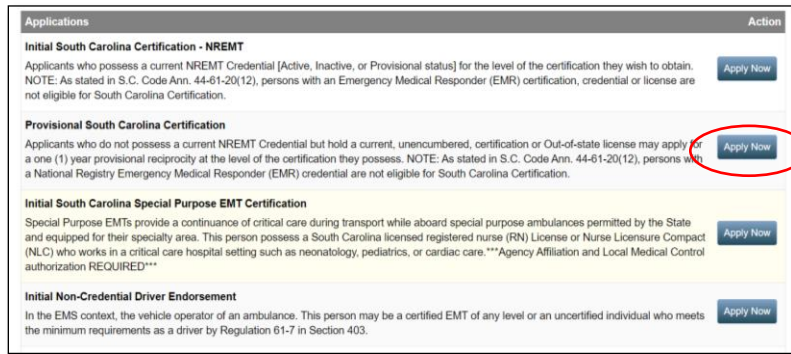 Applications Action
Initial South Carolina Certification - NREMT
Applicants who possess a current NREMT Credential [Active, Inactive, or Provisional status] for the level of the certification they wish to obtain.
NOTE: As stated in S.C. Code Ann. 44-61-20(12), persons with an Emergency Medical Responder (EMR) certification, credential or license are
not eligible for South Carolina Certification.
Apply Now
Provisional South Carolina Certification
Applicants who do not possess a current NREMT Credential but hold a current, unencumbered, certification or Out-of-state license may apply for
a one (1) year provisional reciprocity at the level of the certification they possess. NOTE: As stated in S.C. Code Ann. 44-61-20(12), persons with
a National Registry Emergency Medical Responder (EMR) credential are not eligible for South Carolina Certification.
Apply Now
Initial South Carolina Special Purpose EMT Certification
Special Purpose EMTs provide a continuance of critical care during transport while aboard special purpose ambulances permitted by the State
and equipped for their specialty area. This person possess a South Carolina licensed registered nurse (RN) License or Nurse Licensure Compact
(NLC) who works in a critical care hospital setting such as neonatology, pediatrics, or cardiac care.***Agency Affiliation and Local Medical Control
authorization REQUIRED***
Apply Now
Initial Non-Credential Driver Endorsement
In the EMS context, the vehicle operator of an ambulance. This person may be a certified EMT of any level or an uncertified individual who meets
the minimum requirements as a driver by Regulation 61-7 in Section 403.
Apply Now